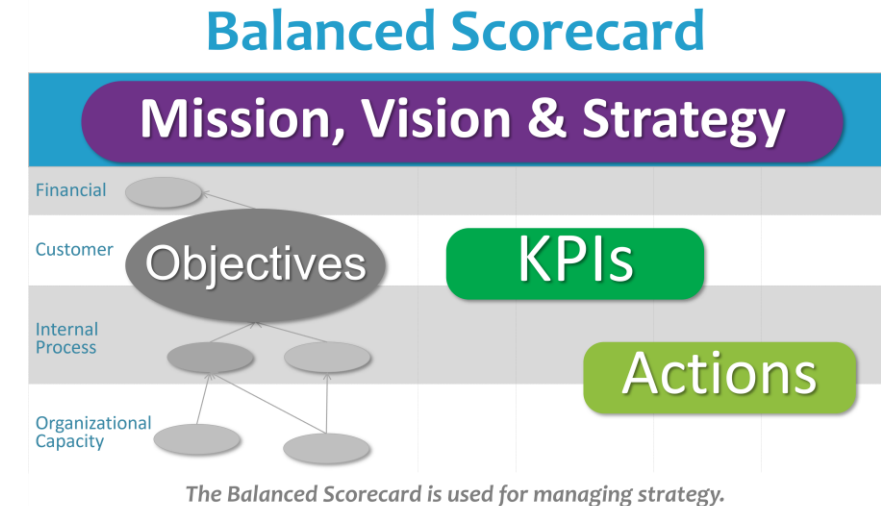 Balanced Scorecard
Mission, Vision & Strategy
Financial
Customer
Objectives
KPIs
Internal
Process
Actions
Organizational
Capacity
The Balanced Scorecard is used for managing strategy.